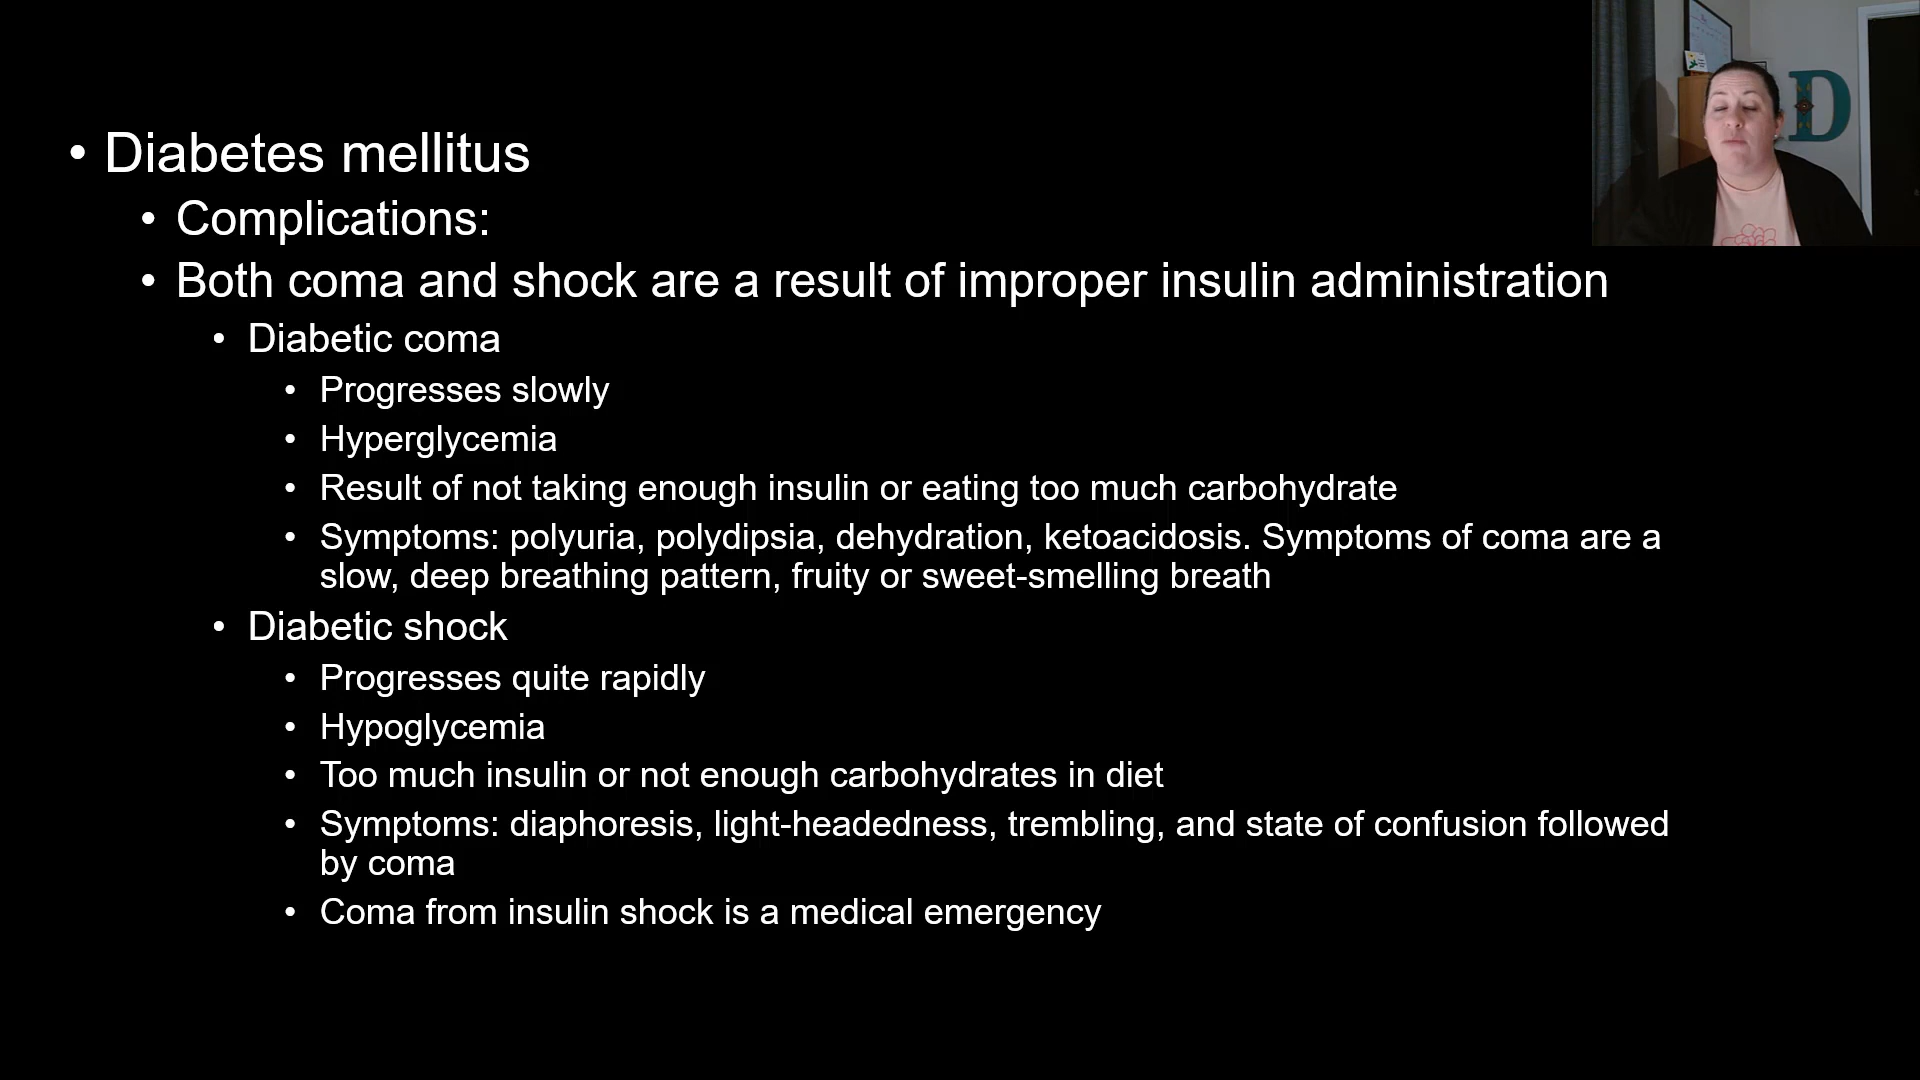 • Diabetes mellitus
• Complications:
• Both coma and shock are a result of improper insulin administration
• Diabetic coma
• Progresses slowly
• Hyperglycemia
• Result of not taking enough insulin or eating too much carbohydrate
• Symptoms: polyuria, polydipsia, dehydration, ketoacidosis. Symptoms of coma are a
slow, deep breathing pattern, fruity or sweet-smelling breath
• Diabetic shock
• Progresses quite rapidly
• Hypoglycemia
• Too much insulin or not enough carbohydrates in diet
• Symptoms: diaphoresis, light-headedness, trembling, and state of confusion followed
by coma
• Coma from insulin shock is a medical emergency
D